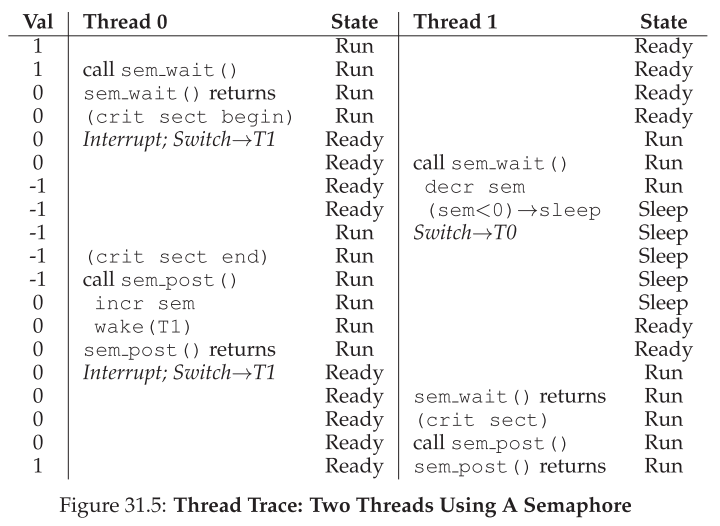 Val Thread 0 State Thread 1 State
1 Run Ready
1 call sem_wait() Run Ready
0 sem_wait() returns Run Ready
0 (crit sect begin) Run Ready
0 Interrupt; Switch→T1 Ready Run
0 Ready call sem_wait() Run
-1 Ready decr sem Run
-1 Ready (sem<0)→sleep Sleep
-1 Run Switch→T0 Sleep
-1 (crit sect end) Run Sleep
-1 call sem_post() Run Sleep
0 incr sem Run Sleep
0 wake(T1) Run Ready
0 sem_post() returns Run Ready
0 Interrupt; Switch→T1 Ready Run
0 Ready sem_wait() returns Run
0 Ready (crit sect) Run
0 Ready call sem_post() Run
1 Ready sem_post() returns Run
Figure 31.5: Thread Trace: Two Threads Using A Semaphore